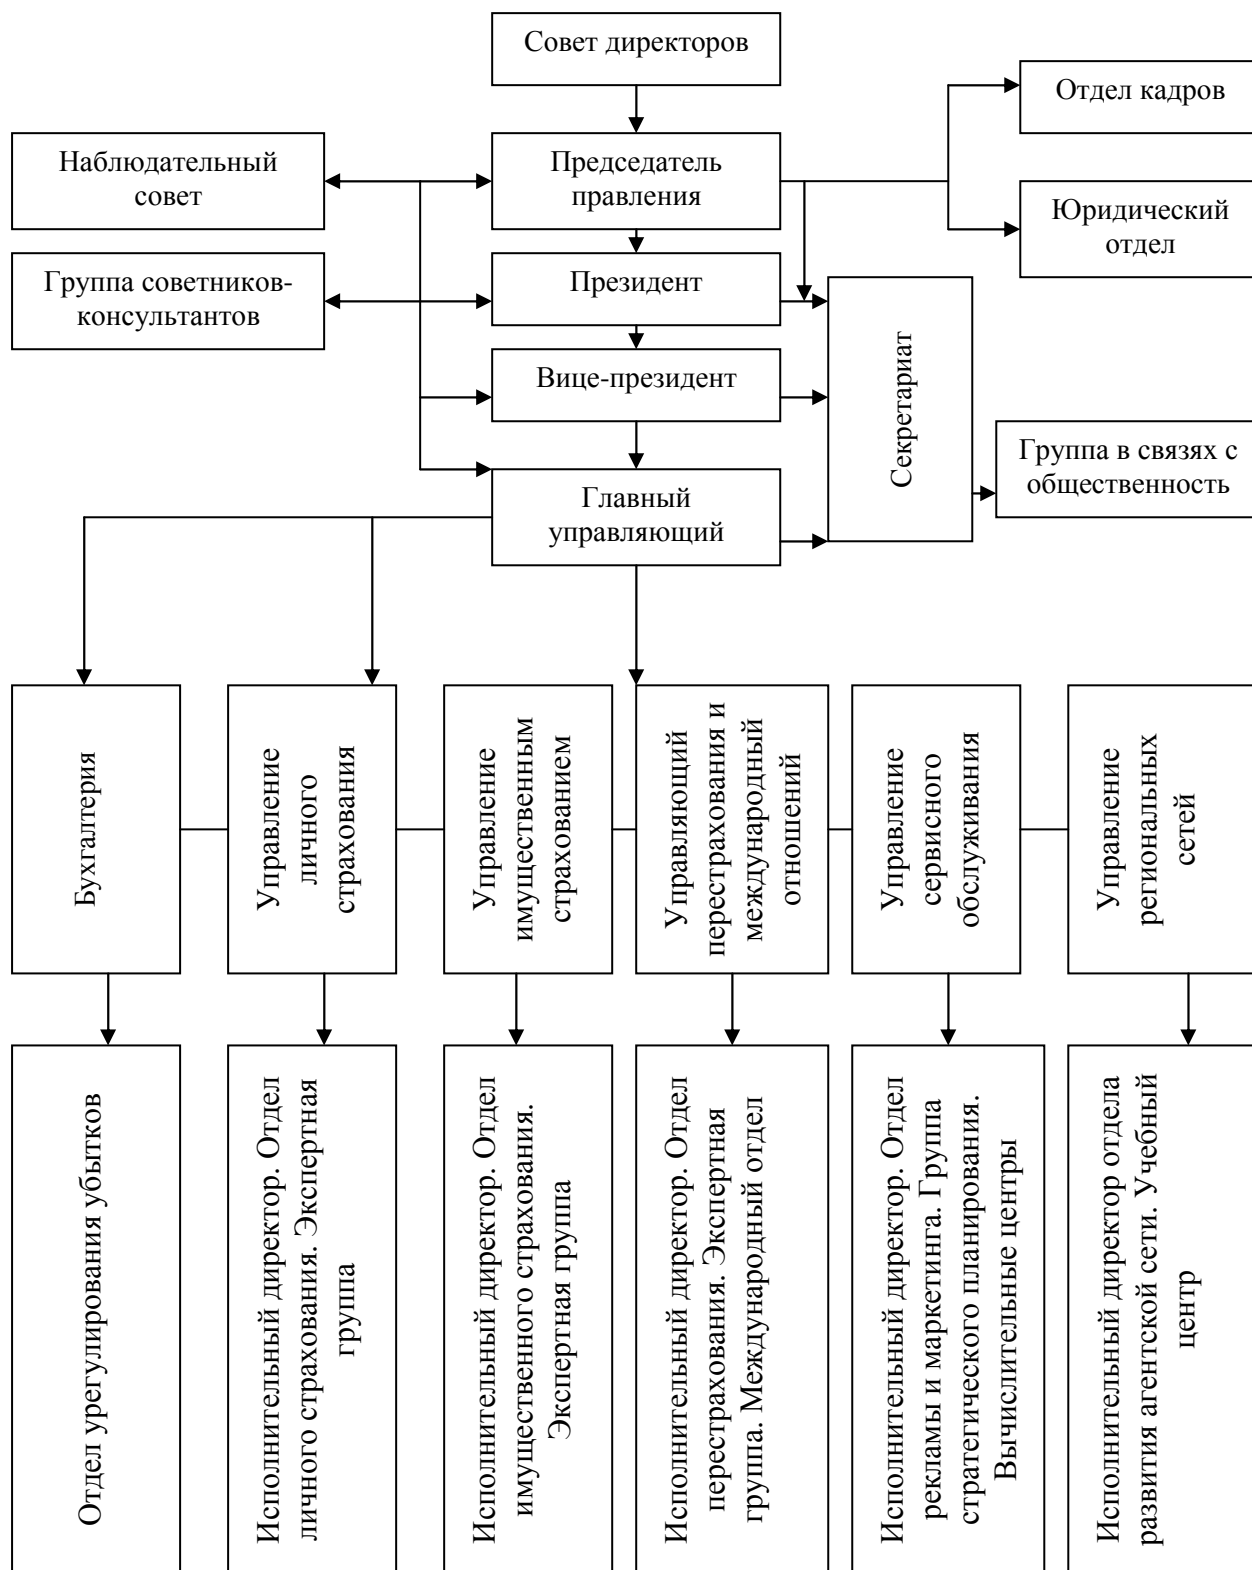 Совет директоров
Отдел кадров
Наблюдательный
совет
Председатель
правления
Юридический
отдел
Группа советников-
консультантов
Президент
Вице-президент
Секретариат
Группа в связях с
общественность
Главный
управляющий
Бухгалтерия
Управление
личного
страхования
Управление
имущественным
страхованием
Управляющий
перестрахования и
международный
отношений
Управление
сервисного
обслуживания
Управление
региональных
сетей
Отдел урегулирования убытков
Исполнительный директор. Отдел
личного страхования. Экспертная
группа
Исполнительный директор. Отдел
имущественного страхования.
Экспертная группа
Исполнительный директор. Отдел
перестрахования. Экспертная
группа. Международный отдел
Исполнительный директор. Отдел
рекламы и маркетинга. Группа
стратегического планирования.
Вычислительные центры
Исполнительный директор отдела
развития агентской сети. Учебный
центр